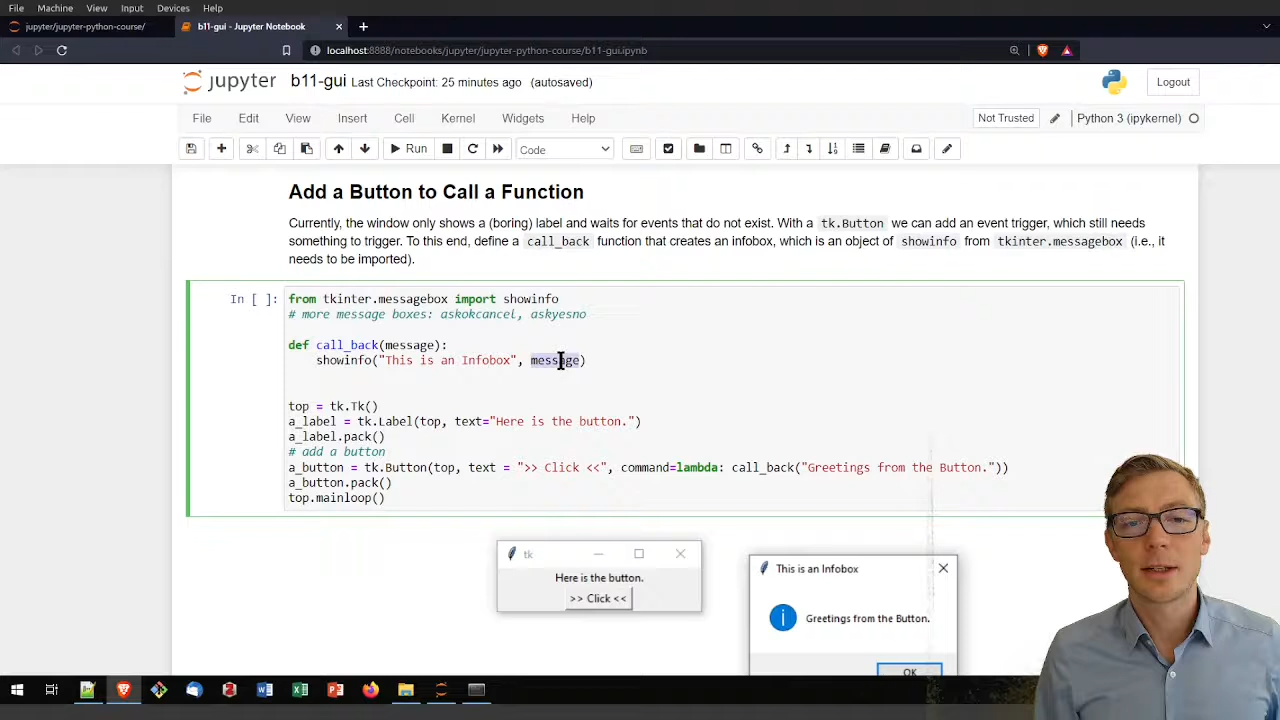 File Machine View Input Devices Help
jupyter/jupyter-python-course/ b11-gui - Jupyter Notebook
localhost:8888/notebooks/jupyter/jupyter-python-course/b11-gui.ipynb
jupyter b11-gui Last Checkpoint: 25 minutes ago (autosaved) Logout
File Edit View Insert Cell Kernel Widgets Help Not Trusted Python 3 (ipykernel)
Run Code
Add a Button to Call a Function
Currently, the window only shows a (boring) label and waits for events that do not exist. With a tk.Button we can add an event trigger, which still needs
something to trigger. To this end, define a call_back function that creates an infobox, which is an object of showinfo from tkinter.messagebox (i.e., it
needs to be imported).
In [ ]: from tkinter.messagebox import showinfo
# more message boxes: askokcancel, askyesno
def call_back(message):
showinfo("This is an Infobox", message)
top = tk.Tk()
a_label = tk.Label(top, text="Here is the button.")
a_label.pack()
# add a button
a_button = tk.Button(top, text = ">> Click <<", command=lambda: call_back("Greetings from the Button."))
a_button.pack()
top.mainloop()
tk
Here is the button.
>> Click <<
This is an Infobox
Greetings from the Button.
OK